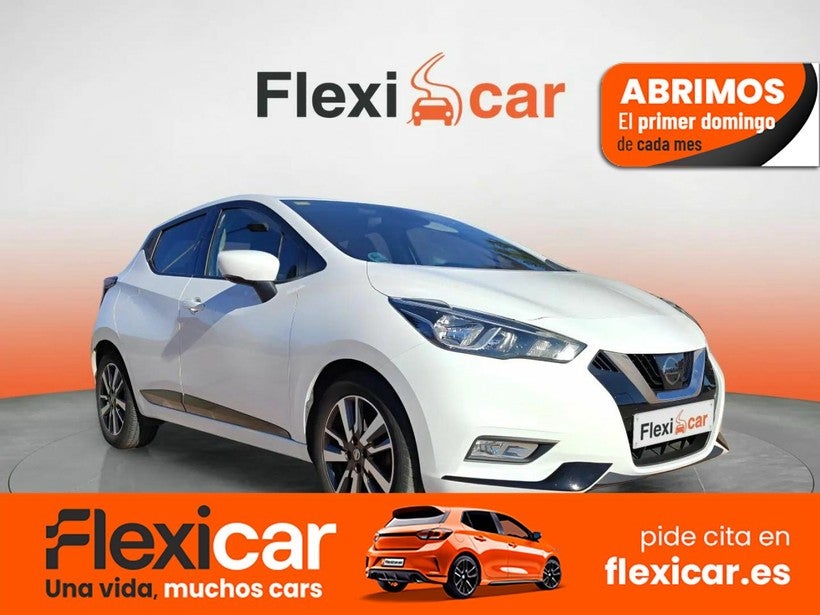 Flexicar
ABRIMOS
El primer domingo
de cada mes
Flexicar
Flexicar
Una vida, muchos cars
pide cita en
flexicar.es